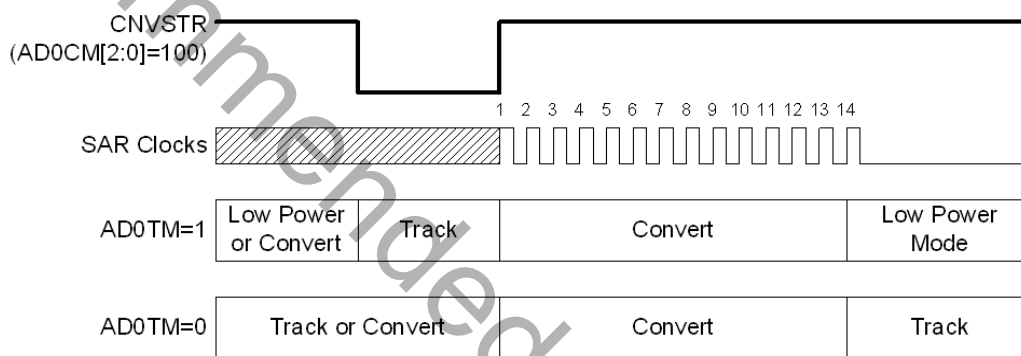 CNVSTR
(AD0CM[2:0]=100)
1 2 3 4 5 6 7 8 9 10 11 12 13 14
SAR Clocks
AD0TM=1
Low Power
or Convert
Track
Convert
Low Power
Mode
AD0TM=0
Track or Convert
Convert
Track